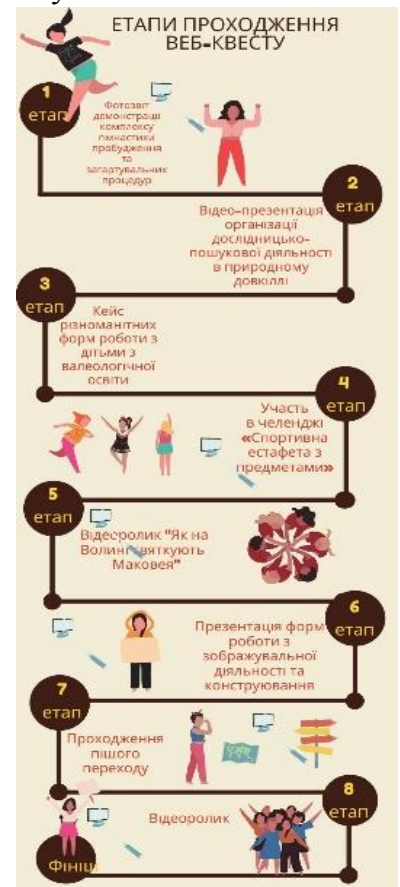 ЕТАПИ ПРОХОДЖЕННЯ
ВЕБ-КВЕСТУ
1
етап
Фотозвіт
демонстрації
комплексу
гімнастики
пробудження
та
загартувальних
процедур
2
етап
Відео-презентація
організації
дослідницько-
пошукової діяльності
в природному
довкіллі
3
етап
Кейс
різноманітних
форм роботи з
дітьми з
валеологічної
освіти
4
етап
Участь
в челенджі
«Спортивна
естафета з
предметами»
5
етап
Відеоролик "Як на
Волині святкують
Маковея"
6
етап
Презентація форм
роботи з
зображувальної
діяльності та
конструювання
7
етап
Проходження
пішого
переходу
8
етап
Відеоролик
Фініш